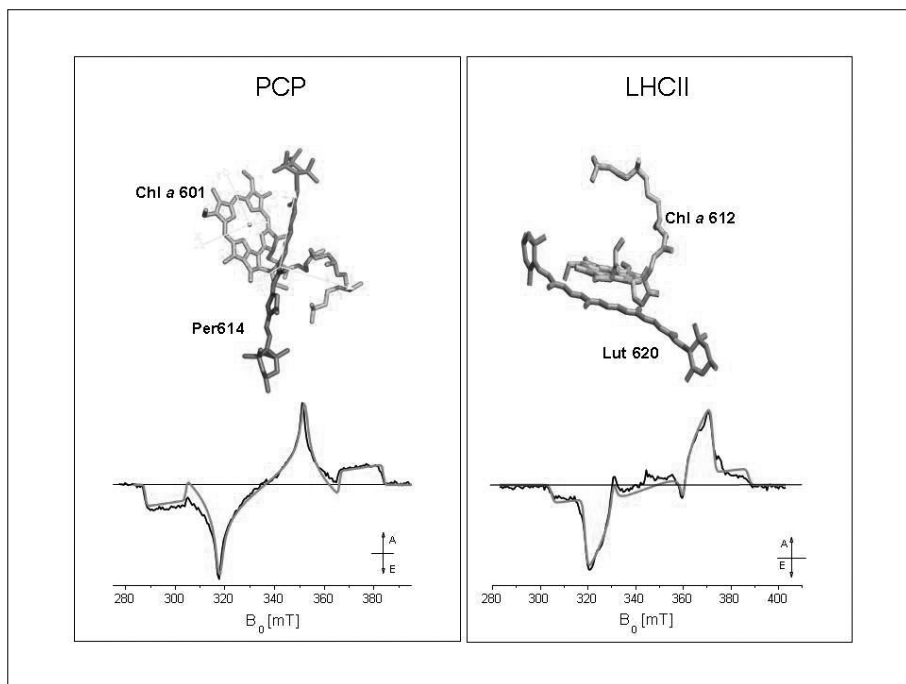 PCP
LHCII
Chl a 601
Per614
Chl a 612
Lut 620
A
E
280 300 320 340 360 380
B0 [mT]
A
E
280 300 320 340 360 380 400
B0 [mT]